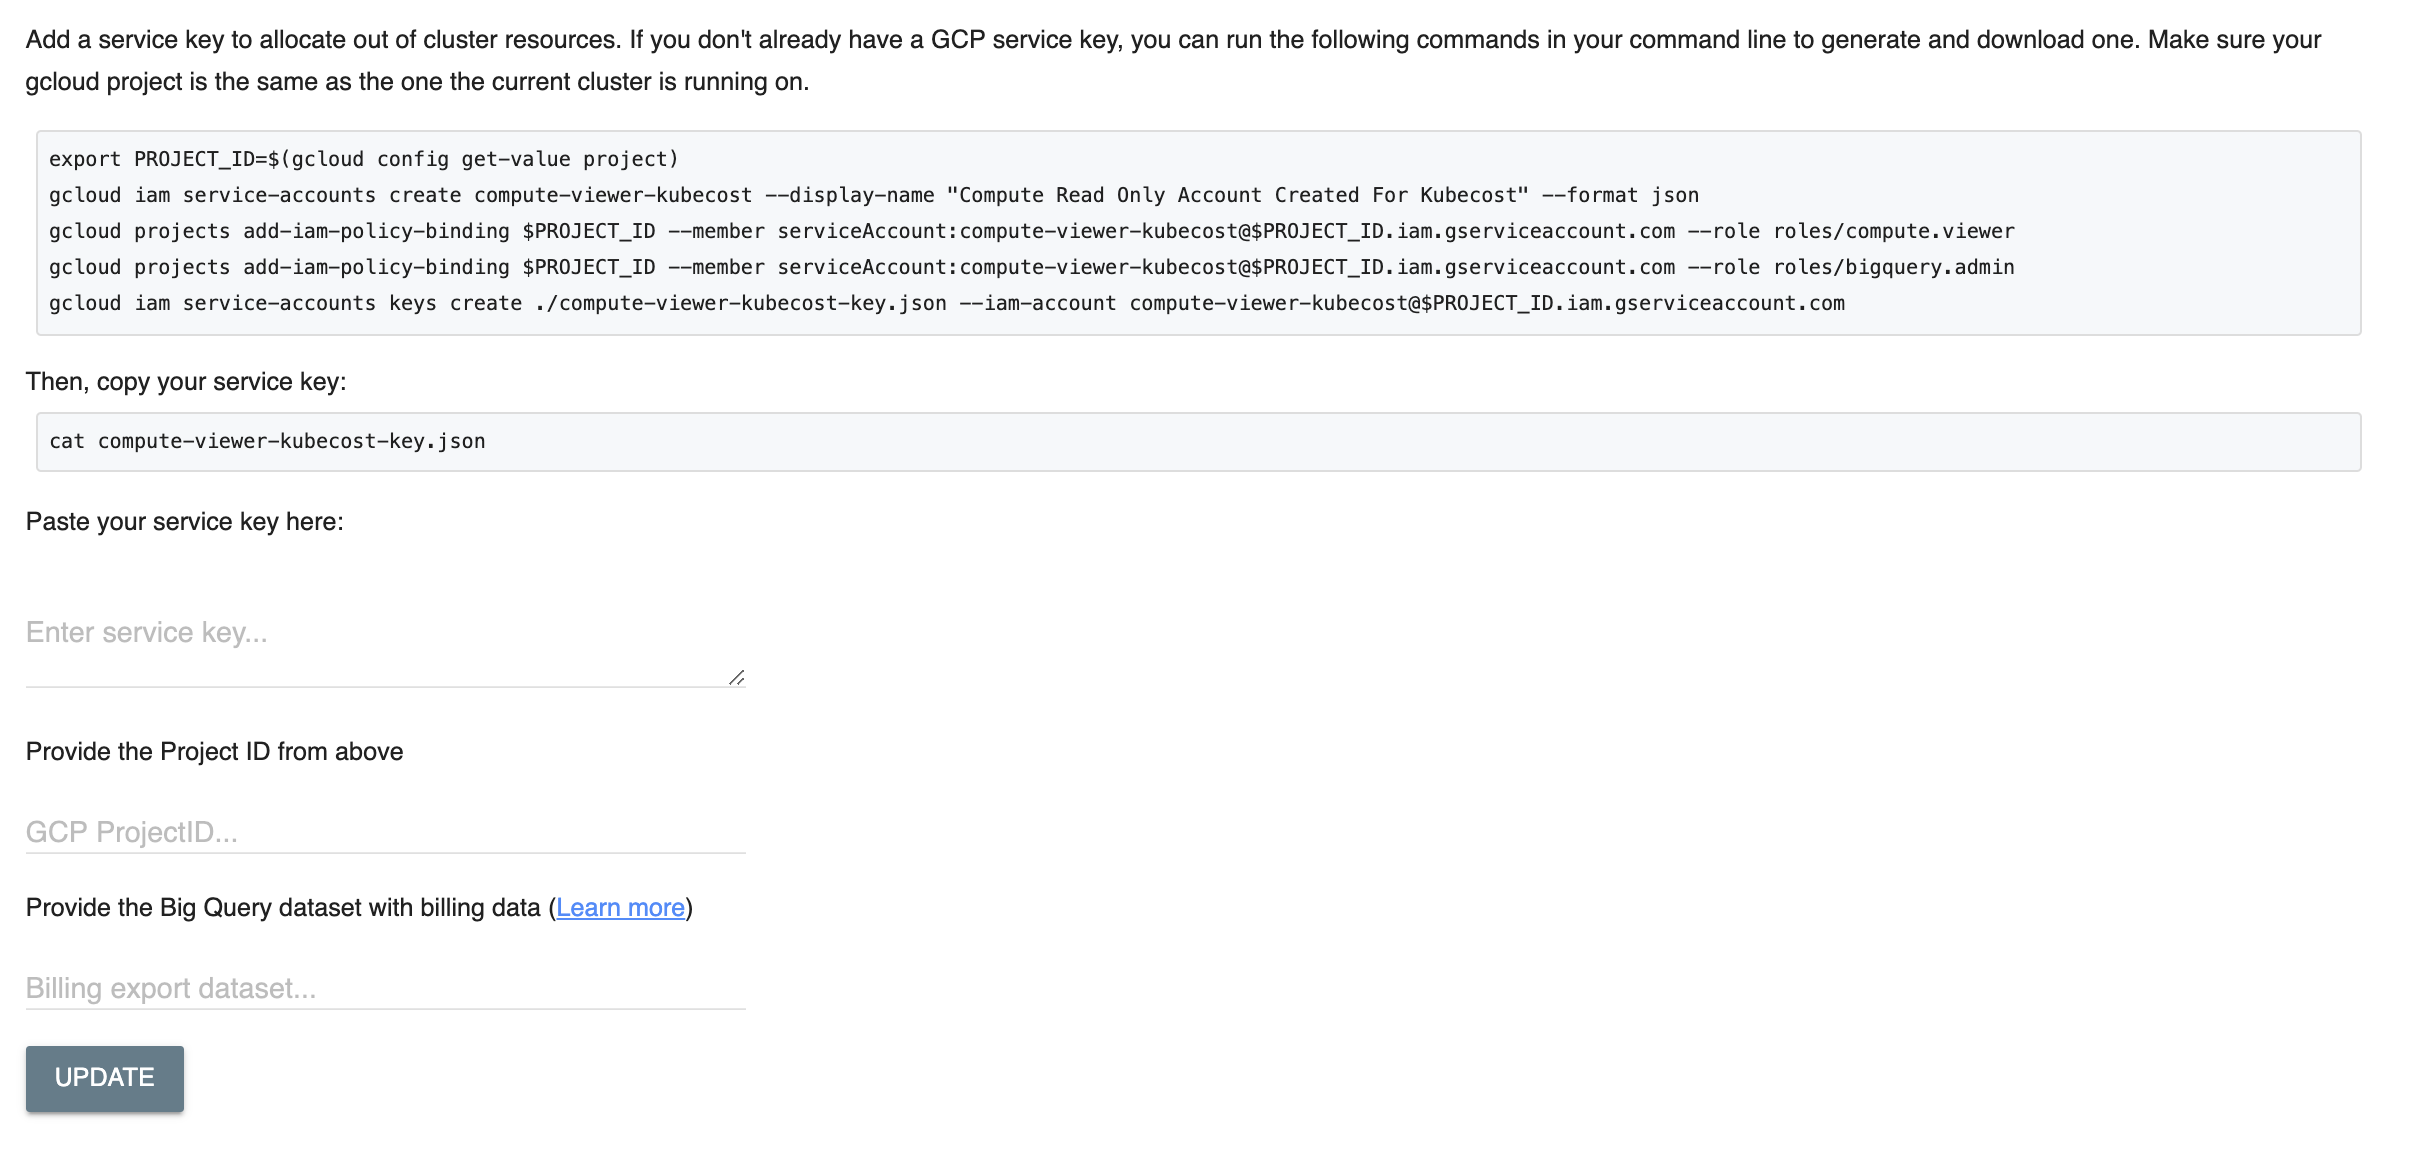 Add a service key to allocate out of cluster resources. If you don't already have a GCP service key, you can run the following commands in your command line to generate and download one. Make sure your
gcloud project is the same as the one the current cluster is running on.
export PROJECT_ID=$(gcloud config get-value project)
gcloud iam service-accounts create compute-viewer-kubecost --display-name "Compute Read Only Account Created For Kubecost" --format json
gcloud projects add-iam-policy-binding $PROJECT_ID --member serviceAccount:compute-viewer-kubecost@$PROJECT_ID.iam.gserviceaccount.com --role roles/compute.viewer
gcloud projects add-iam-policy-binding $PROJECT_ID --member serviceAccount:compute-viewer-kubecost@$PROJECT_ID.iam.gserviceaccount.com --role roles/bigquery.admin
gcloud iam service-accounts keys create ./compute-viewer-kubecost-key.json --iam-account compute-viewer-kubecost@$PROJECT_ID.iam.gserviceaccount.com
Then, copy your service key:
cat compute-viewer-kubecost-key.json
Paste your service key here:
Enter service key...
Provide the Project ID from above
GCP ProjectID...
Provide the Big Query dataset with billing data (Learn more)
Billing export dataset...
UPDATE